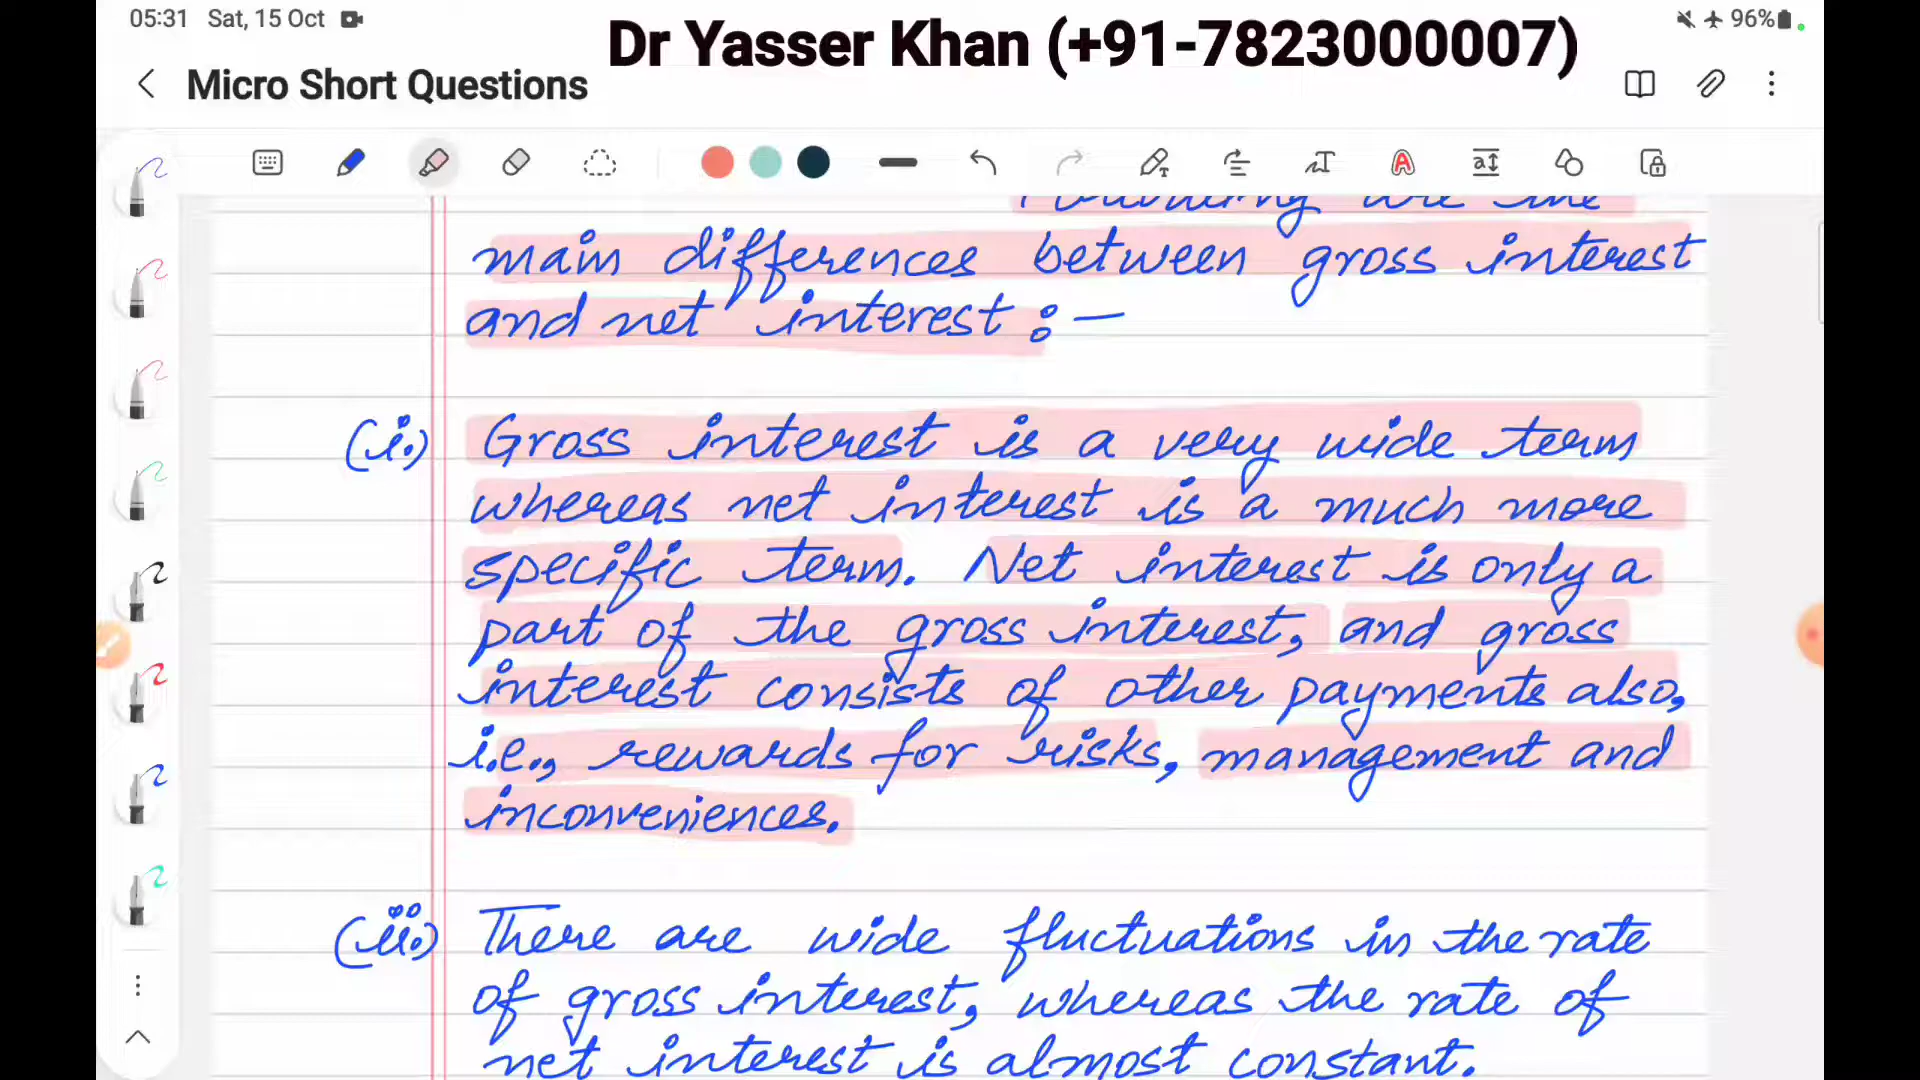 05:31 Sat, 15 Oct
96%
Dr Yasser Khan (+91-7823000007)
Micro Short Questions
Following are the
main differences between gross interest
and net interest :-
(i.) Gross interest is a very wide term
whereas net interest is a much more
specific term. Net interest is only a
part of the gross interest, and gross
interest consists of other payments also,
i.e., rewards for risks, management and
inconveniences.
(ii.) There are wide fluctuations in the rate
of gross interest, whereas the rate of
net interest is almost constant.